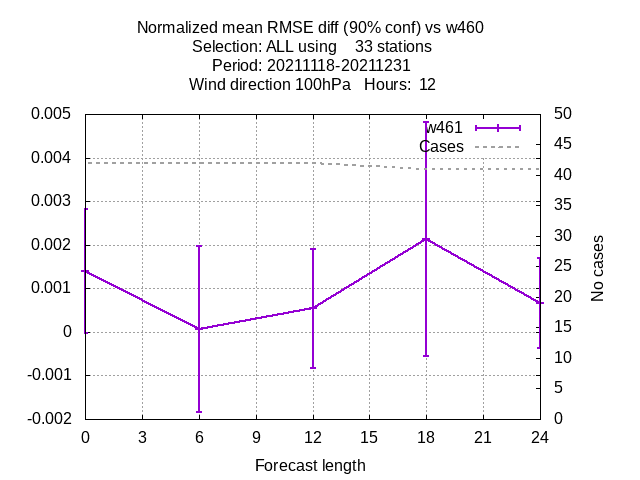 Normalized mean RMSE diff (90% conf) vs w460
Selection: ALL using    33 stations
Period: 20211118-20211231
Wind direction 100hPa   Hours:  12
w461
Cases
0.005
0.004
0.003
0.002
0.001
0
-0.001
-0.002
50
45
40
35
30
25
20
15
10
5
0
No cases
0 3 6 9 12 15 18 21 24
Forecast length